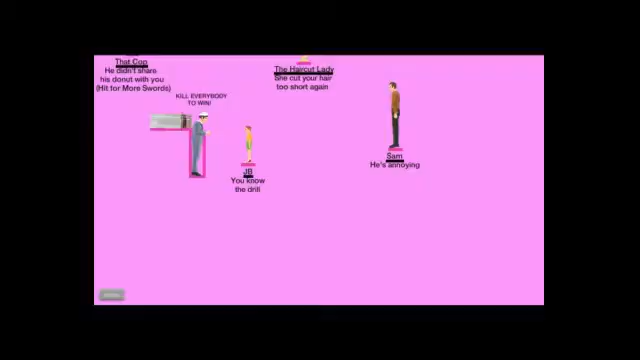 That Cop
He didn't share
his donut with you
(Hit for More Swords)
The Haircut Lady
She cut your hair
too short again
KILL EVERYBODY
TO WIN!
JB
You know
the drill
Sam
He's annoying